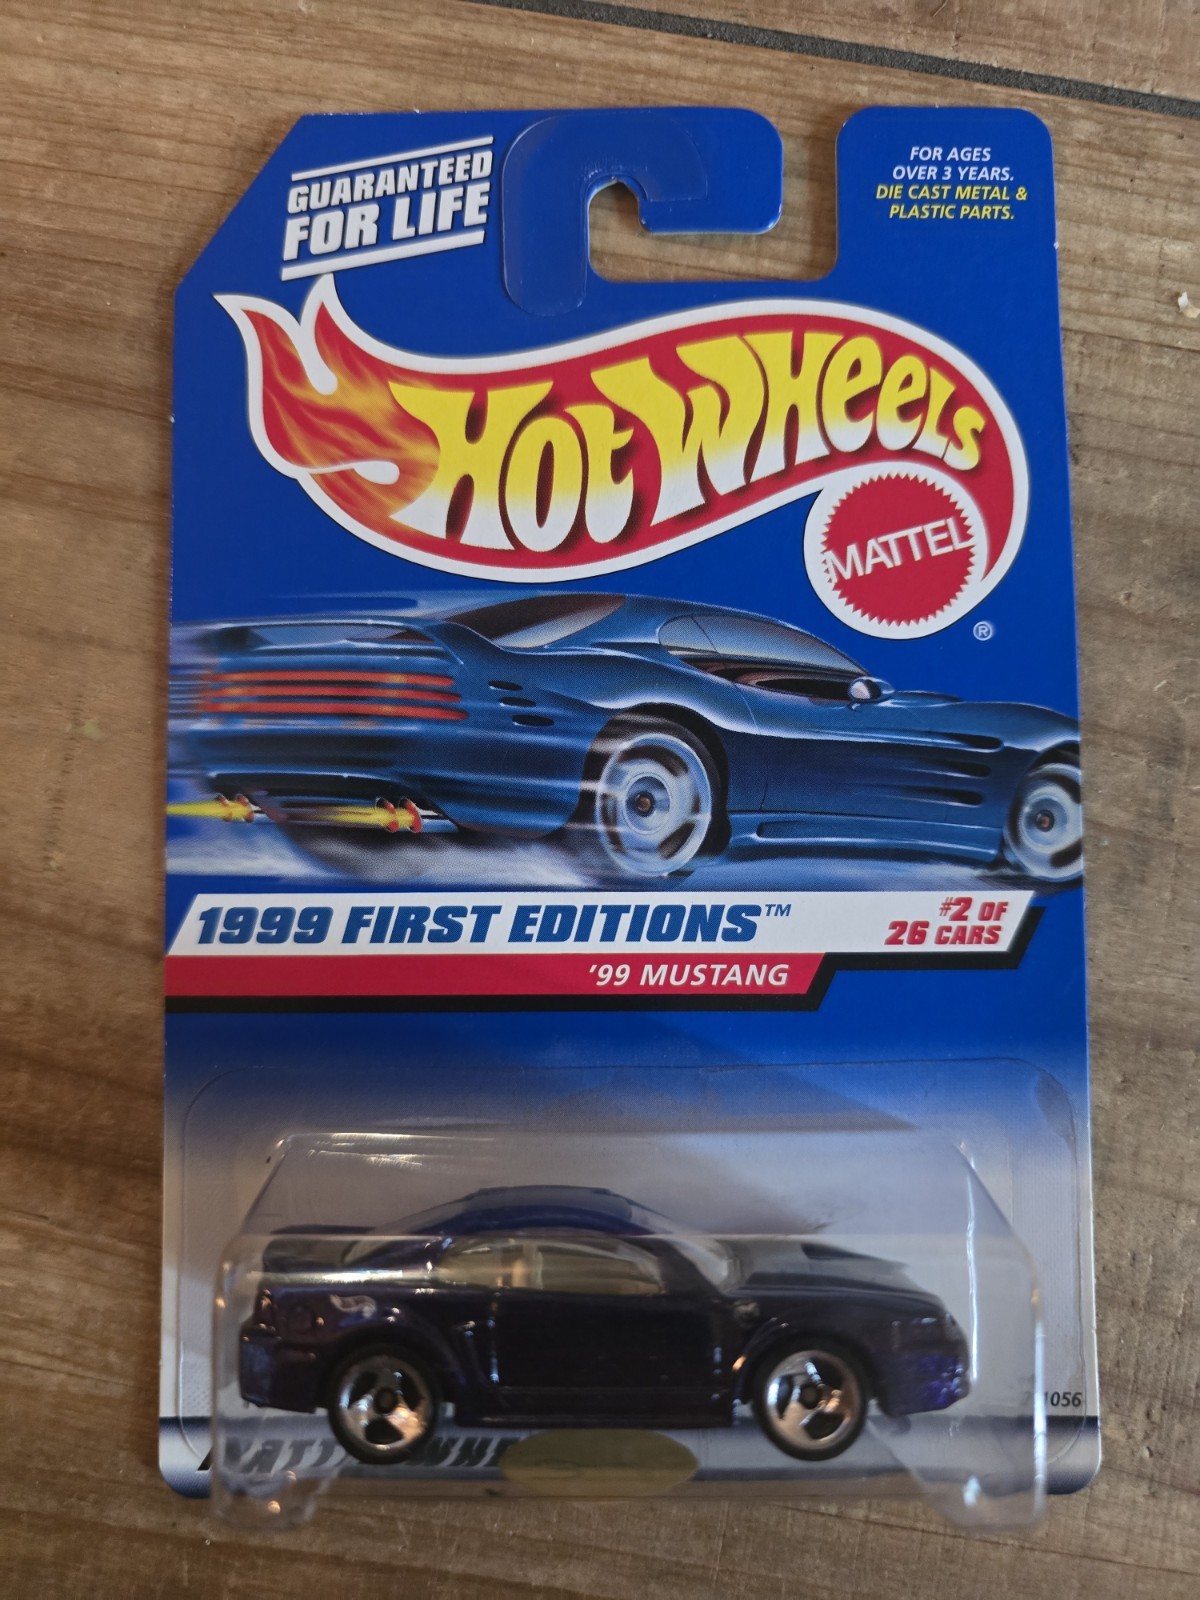 GUARANTEED
FOR LIFE
FOR AGES
OVER 3 YEARS.
DIE CAST METAL &
PLASTIC PARTS.
HOT WHEELS
MATTEL
®
1999 FIRST EDITIONS™
#2 OF
26 CARS
'99 MUSTANG
1056